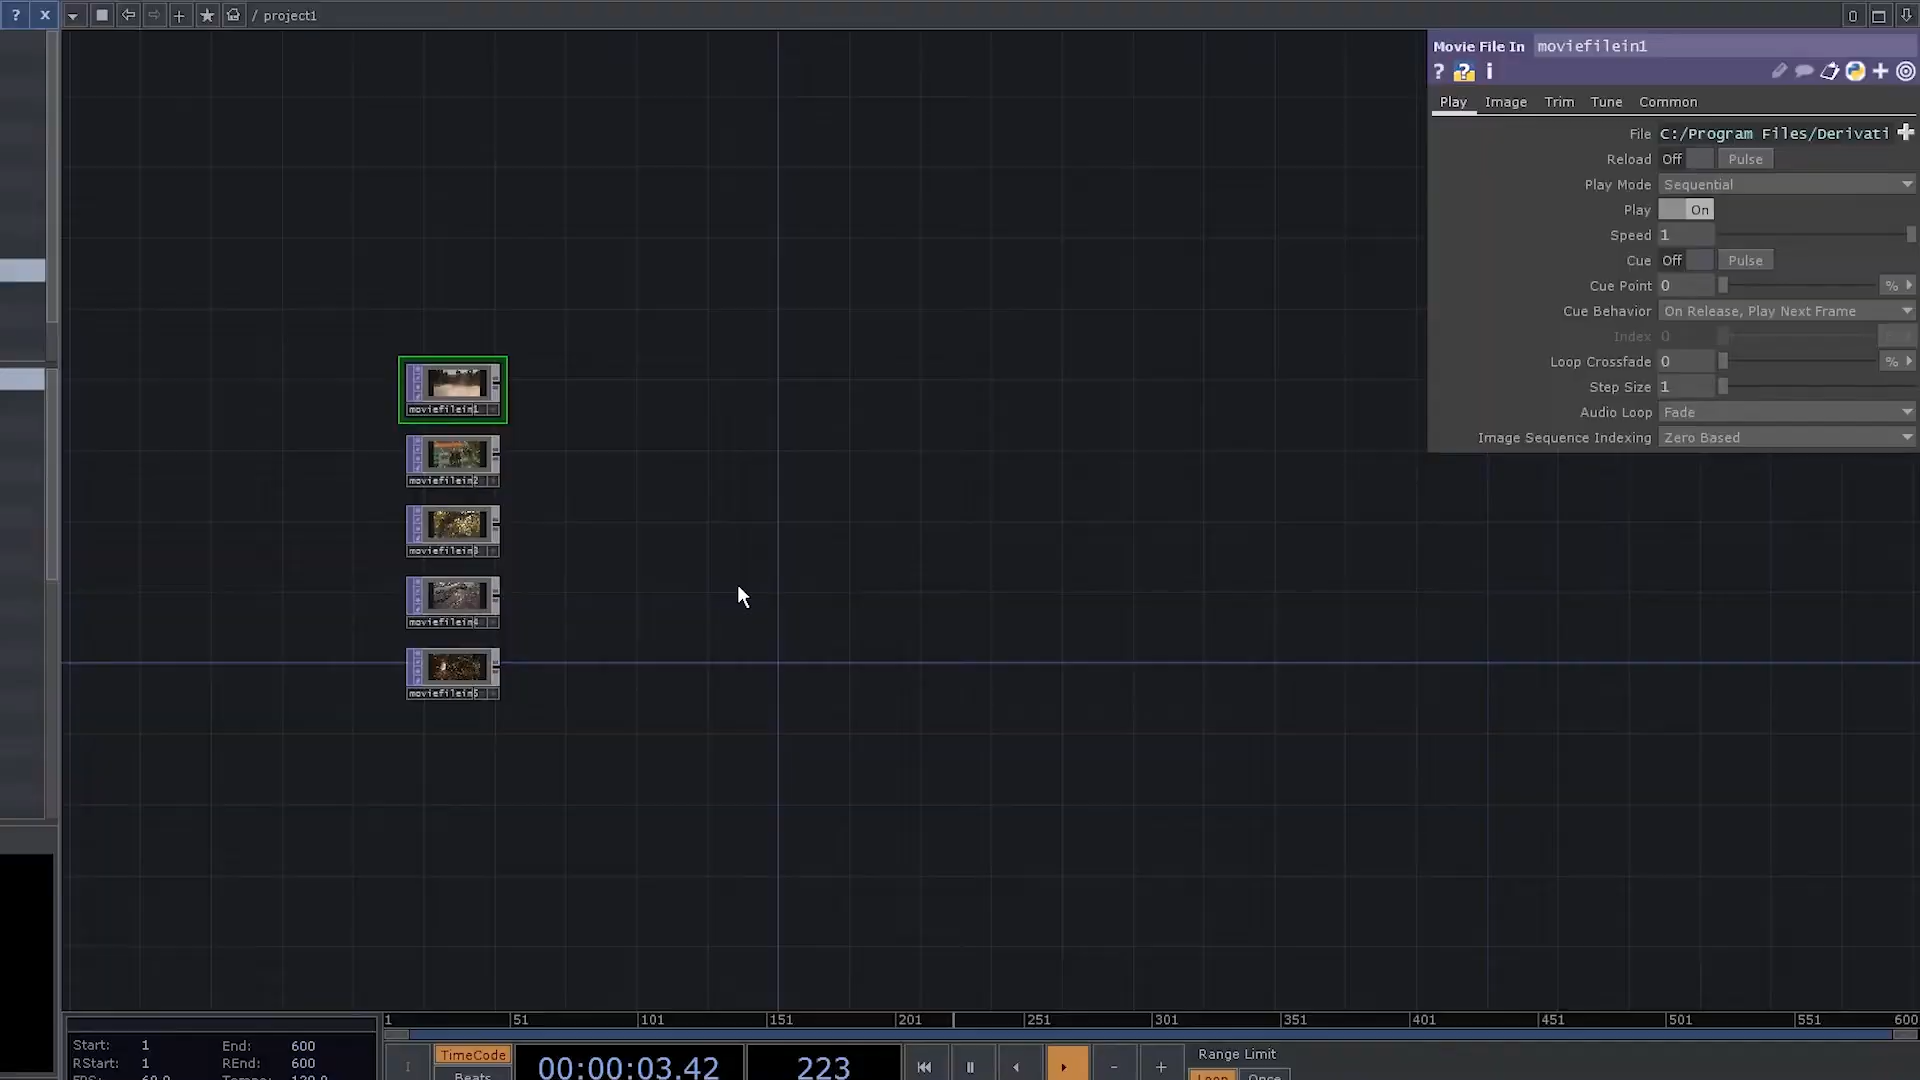 ? x / project1 0
Movie File In moviefilein1
? ? i
Play Image Trim Tune Common
File C:/Program Files/Derivati
Reload Off Pulse
Play Mode Sequential
Play On
Speed 1
Cue Off Pulse
Cue Point 0 %
Cue Behavior On Release, Play Next Frame
Index 0
Loop Crossfade 0 %
Step Size 1
Audio Loop Fade
Image Sequence Indexing Zero Based
moviefilein1
moviefilein2
moviefilein3
moviefilein4
moviefilein5
1 51 101 151 201 251 301 351 401 451 501 551 600
Start: 1 End: 600
RStart: 1 REnd: 600
TimeCode
Beats
00:00:03.42
223
- +
Range Limit
Loop Once